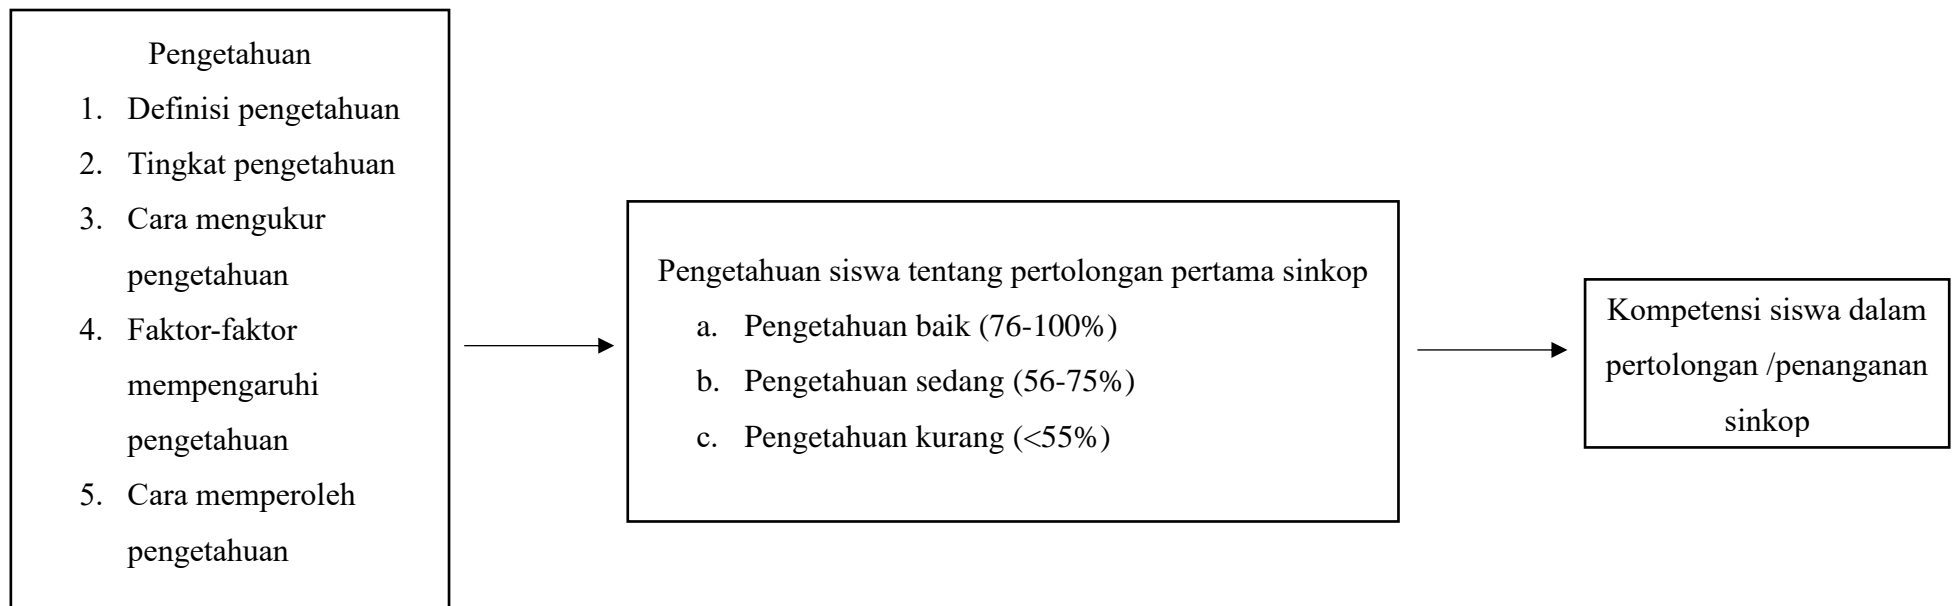 Pengetahuan
1. Definisi pengetahuan
2. Tingkat pengetahuan
3. Cara mengukur
pengetahuan
4. Faktor-faktor
mempengaruhi
pengetahuan
5. Cara memperoleh
pengetahuan
Pengetahuan siswa tentang pertolongan pertama sinkop
a. Pengetahuan baik (76-100%)
b. Pengetahuan sedang (56-75%)
c. Pengetahuan kurang (<55%)
Kompetensi siswa dalam
pertolongan /penanganan
sinkop